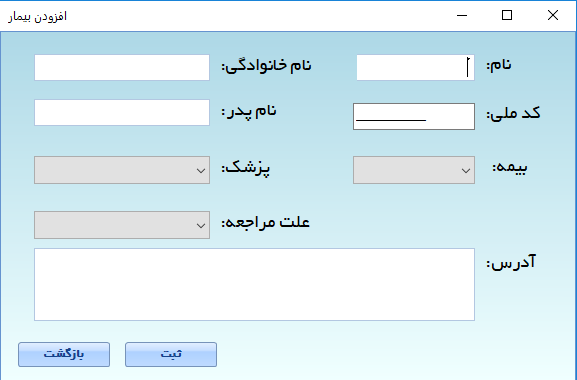 افزودن بیمار
نام: نام خانوادگی:
کد ملی: نام پدر:
بیمه: پزشک:
علت مراجعه:
آدرس:
ثبت بازگشت